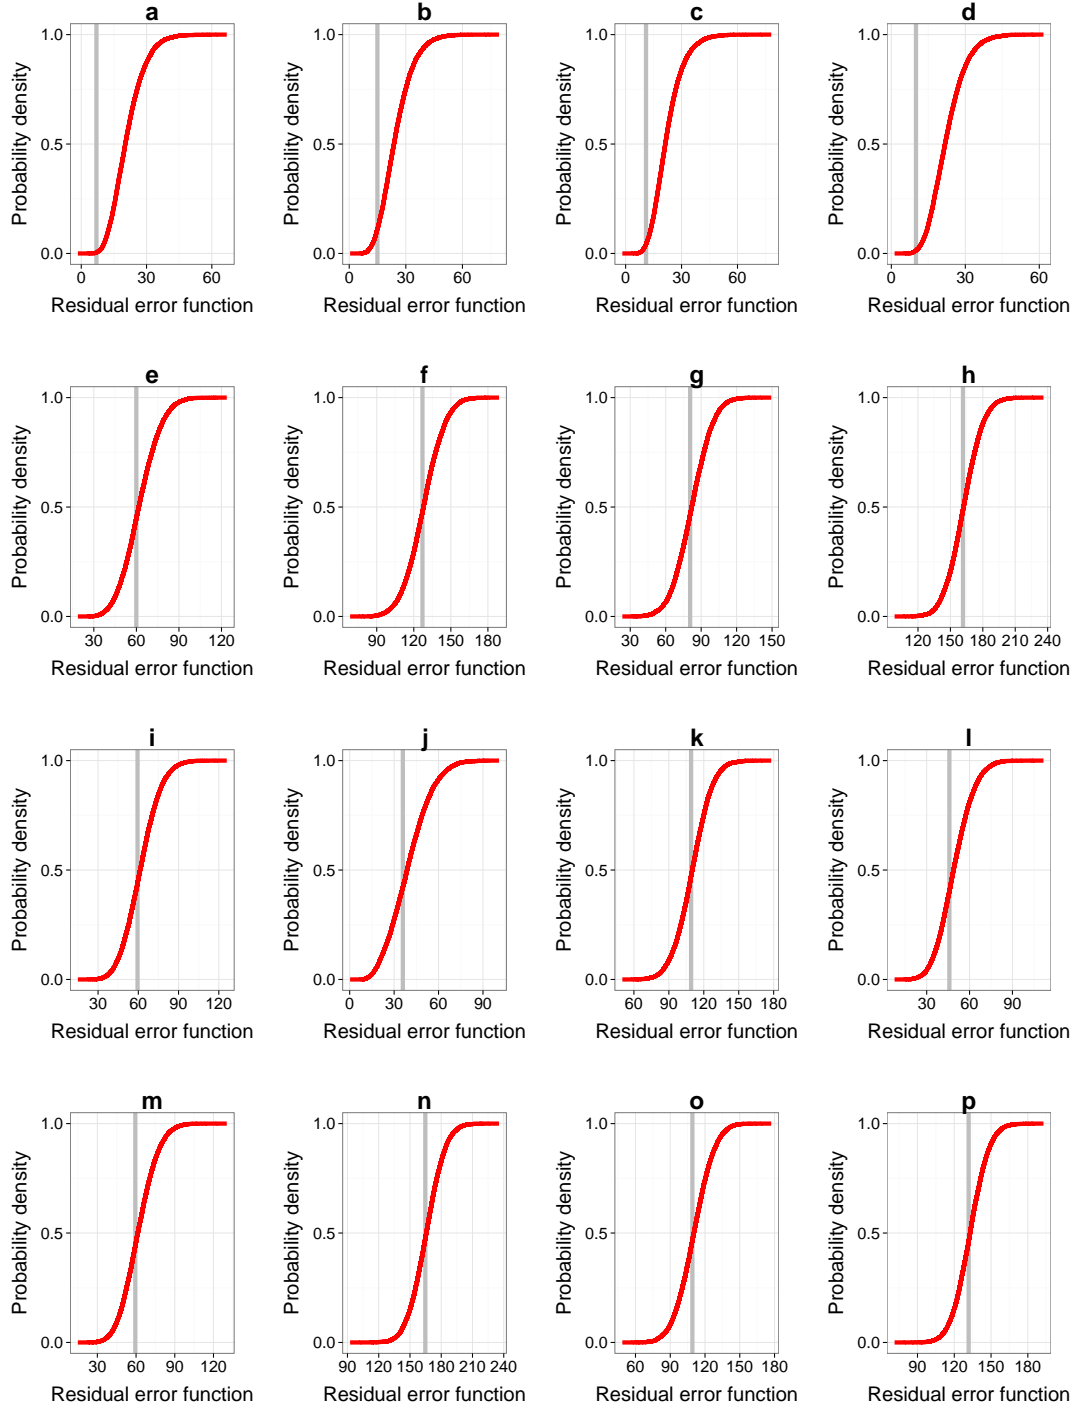 a b c d
1.0 1.0 1.0 1.0
Probability density Probability density Probability density Probability density
0.5 0.5 0.5 0.5
0.0 0.0 0.0 0.0
0 30 60 0 30 60 0 30 60 0 30 60
Residual error function Residual error function Residual error function Residual error function
e f g h
1.0 1.0 1.0 1.0
Probability density Probability density Probability density Probability density
0.5 0.5 0.5 0.5
0.0 0.0 0.0 0.0
30 60 90 120 90 120 150 180 30 60 90 120 150 120 150 180 210 240
Residual error function Residual error function Residual error function Residual error function
i j k l
1.0 1.0 1.0 1.0
Probability density Probability density Probability density Probability density
0.5 0.5 0.5 0.5
0.0 0.0 0.0 0.0
30 60 90 120 0 30 60 90 60 90 120 150 180 30 60 90
Residual error function Residual error function Residual error function Residual error function
m n o p
1.0 1.0 1.0 1.0
Probability density Probability density Probability density Probability density
0.5 0.5 0.5 0.5
0.0 0.0 0.0 0.0
30 60 90 120 90 120 150 180 210 240 60 90 120 150 180 90 120 150 180
Residual error function Residual error function Residual error function Residual error function